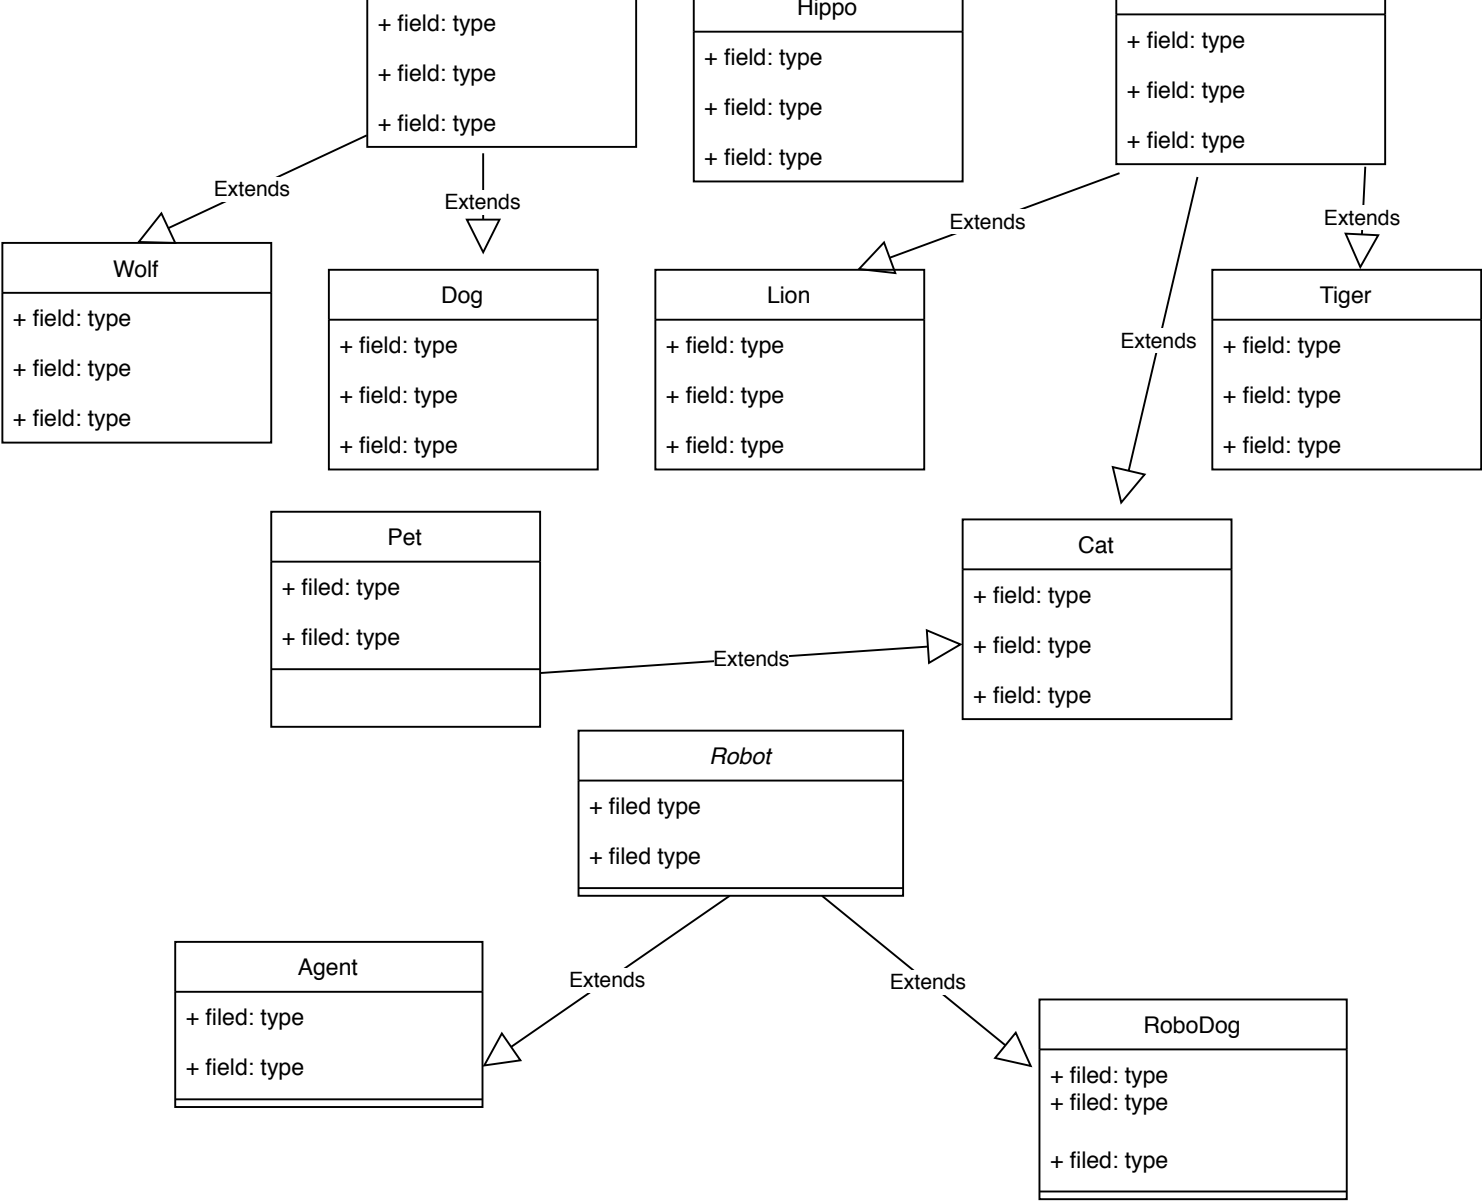 + field: type
+ field: type
+ field: type
Hippo
+ field: type
+ field: type
+ field: type
+ field: type
+ field: type
+ field: type
Extends
Extends
Extends
Extends
Extends
Wolf
+ field: type
+ field: type
+ field: type
Dog
+ field: type
+ field: type
+ field: type
Lion
+ field: type
+ field: type
+ field: type
Tiger
+ field: type
+ field: type
+ field: type
Pet
+ filed: type
+ filed: type
Extends
Cat
+ field: type
+ field: type
+ field: type
Robot
+ filed type
+ filed type
Extends
Extends
Agent
+ filed: type
+ field: type
RoboDog
+ filed: type
+ filed: type
+ filed: type